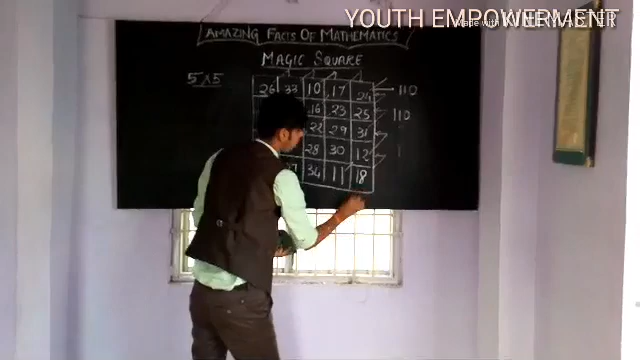 YOUTH EMPOWERMENT
AMAZING FACTS OF MATHEMATICS
MAGIC SQUARE
5×5
26 33 10 17 24 110
16 23 25 110
22 29 31
28 30 12
34 11 18